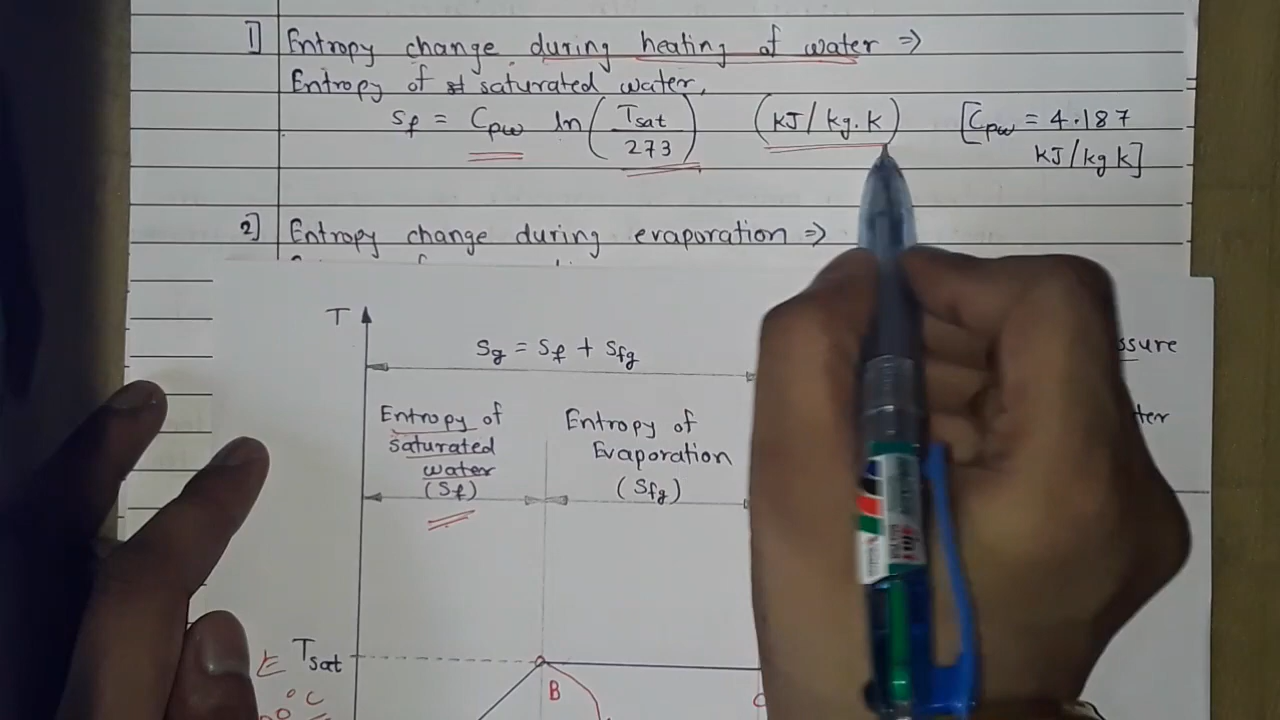 1] Entropy change during heating of water ⇒
Entropy of saturated water,
Sf = Cpw ln (Tsat / 273) (kJ/kg.k) [Cpw = 4.187
kJ/kg k]
2] Entropy change during evaporation ⇒
T
Sg = Sf + Sfg
ssure
Entropy of
saturated
water
(Sf)
Entropy of
Evaporation
(Sfg)
ter
Tsat
°C
B
C